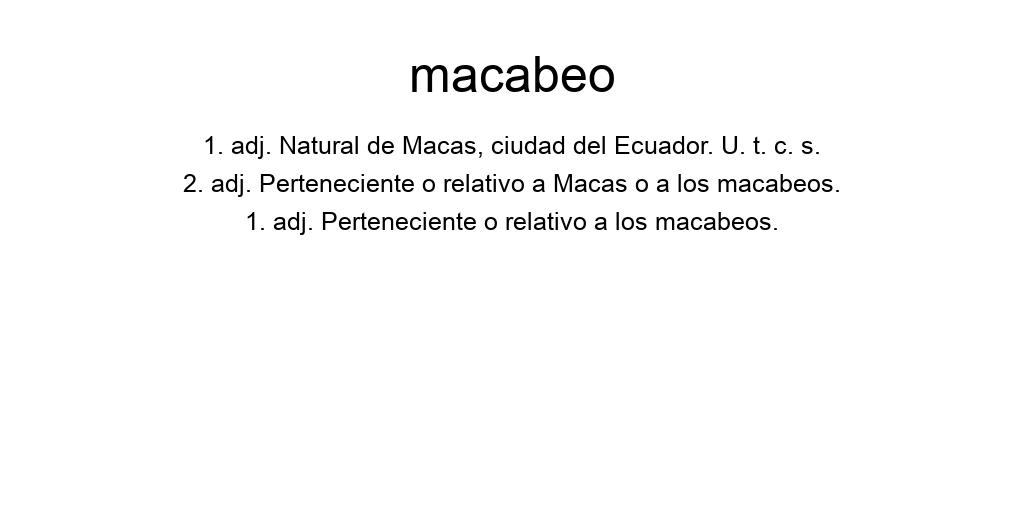 macabeo
1. adj. Natural de Macas, ciudad del Ecuador. U. t. c. s.
2. adj. Perteneciente o relativo a Macas o a los macabeos.
1. adj. Perteneciente o relativo a los macabeos.